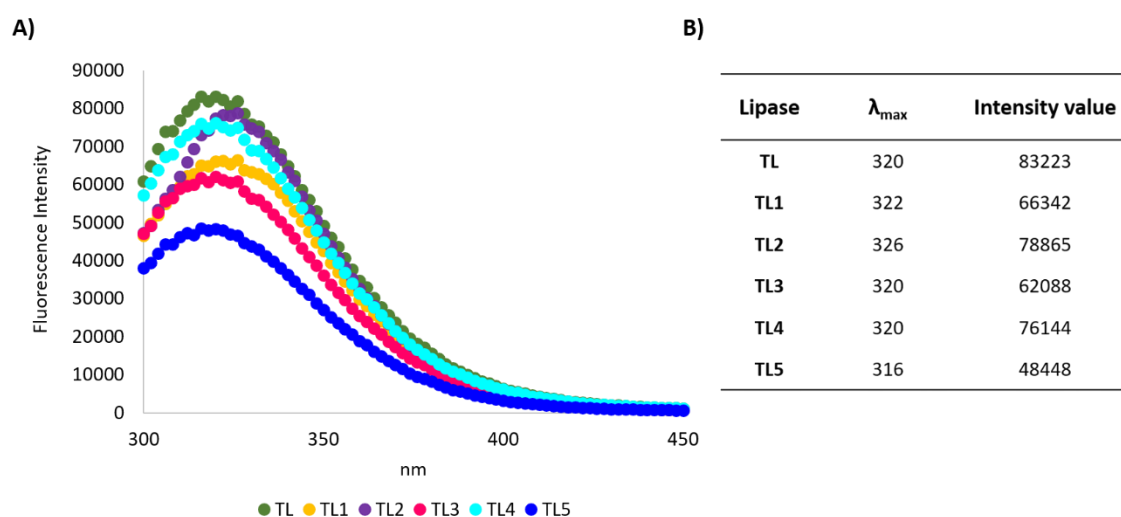 A)
90000
80000
70000
60000
50000
40000
30000
20000
10000
0
Fluorescence Intensity
300 350 400 450
nm
TL TL1 TL2 TL3 TL4 TL5
B)
Lipase λmax Intensity value
TL 320 83223
TL1 322 66342
TL2 326 78865
TL3 320 62088
TL4 320 76144
TL5 316 48448